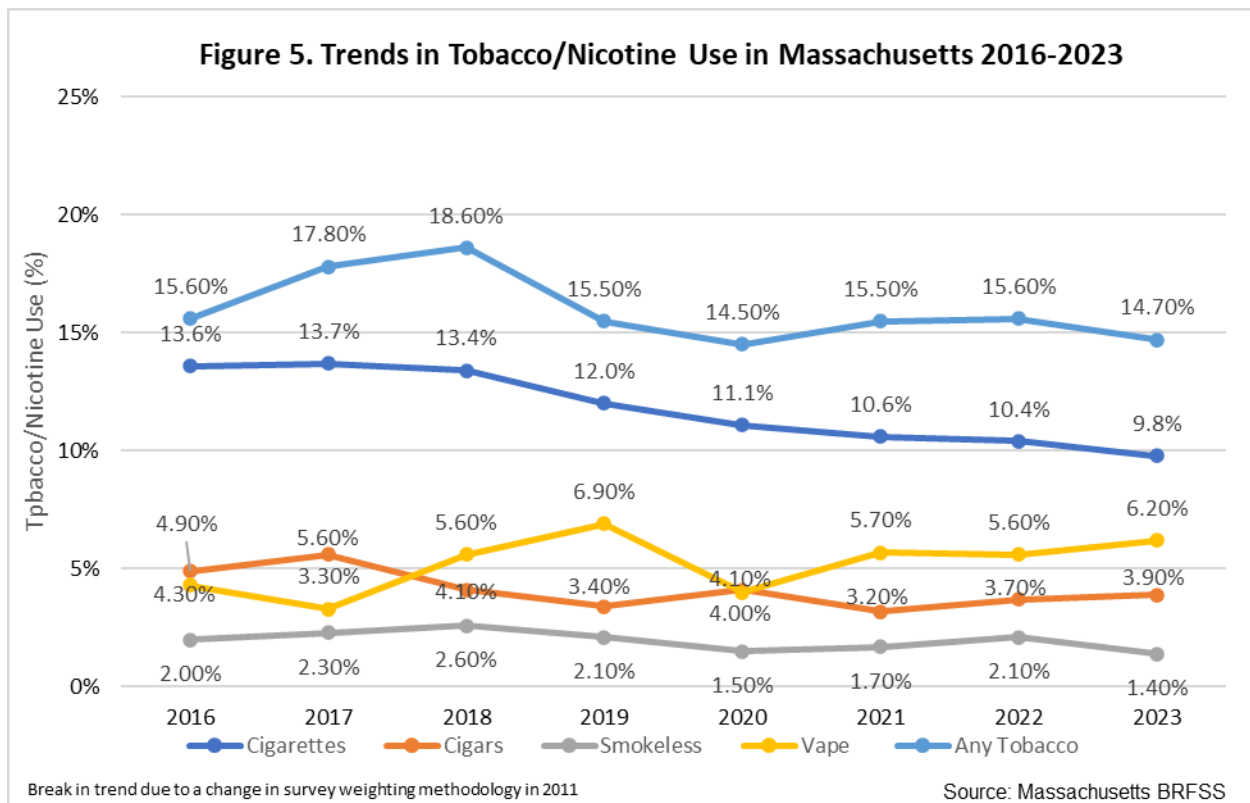 Figure 5. Trends in Tobacco/Nicotine Use in Massachusetts 2016-2023
Tpbacco/Nicotine Use (%)
25%
20%
15%
10%
5%
0%
15.60% 17.80% 18.60% 15.50% 14.50% 15.50% 15.60% 14.70%
13.6% 13.7% 13.4% 12.0% 11.1% 10.6% 10.4% 9.8%
4.90% 5.60% 4.10% 3.40% 4.10% 3.20% 3.70% 3.90%
4.30% 3.30% 5.60% 6.90% 4.00% 5.70% 5.60% 6.20%
2.00% 2.30% 2.60% 2.10% 1.50% 1.70% 2.10% 1.40%
2016 2017 2018 2019 2020 2021 2022 2023
Cigarettes Cigars Smokeless Vape Any Tobacco
Break in trend due to a change in survey weighting methodology in 2011
Source: Massachusetts BRFSS